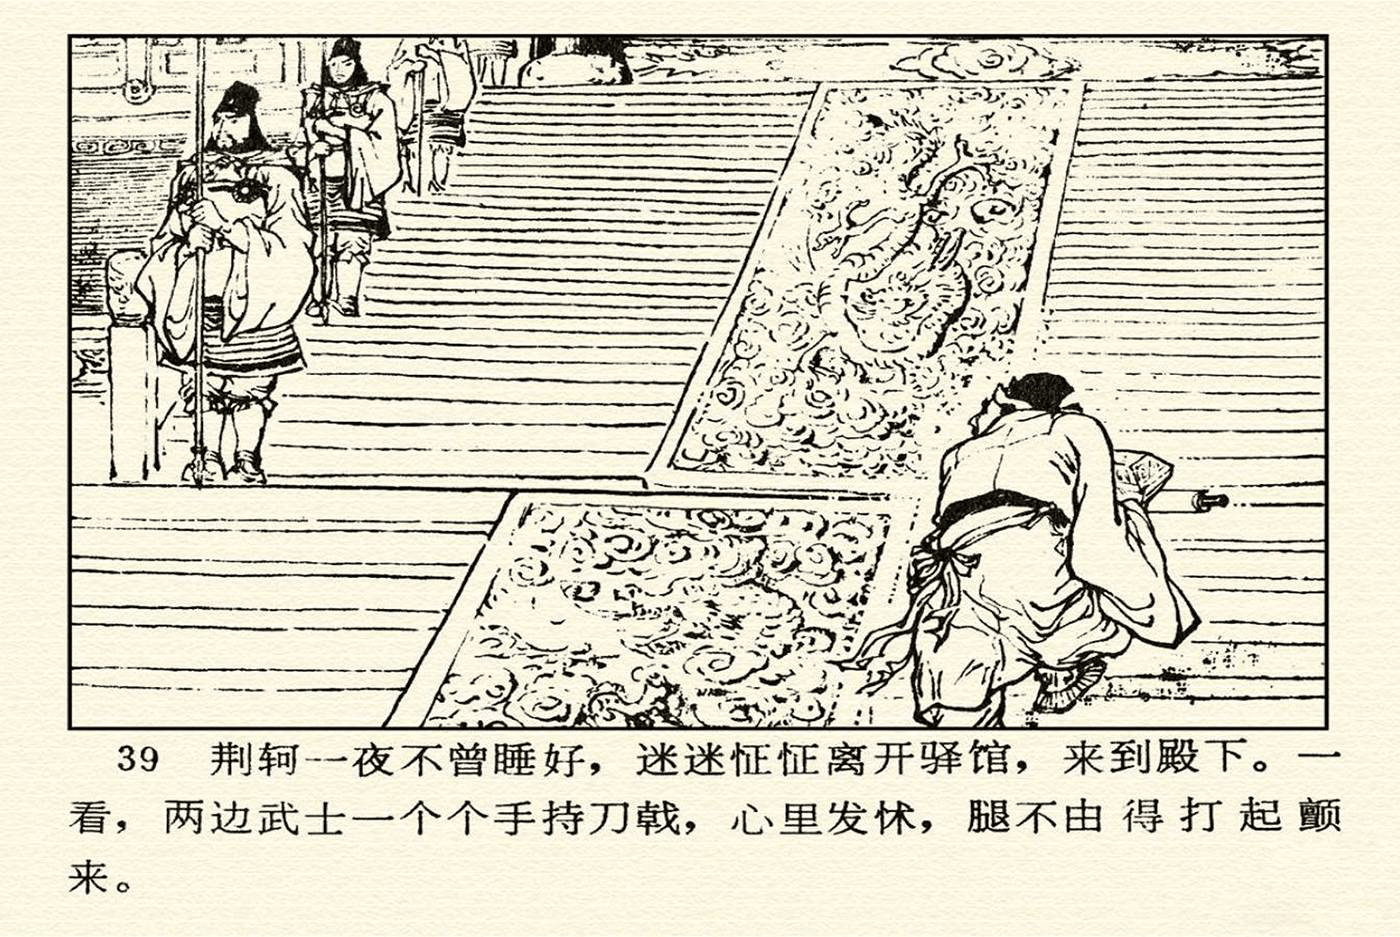 39 荆轲一夜不曾睡好，迷迷怔怔离开驿馆，来到殿下。一
看，两边武士一个个手持刀戟，心里发怵，腿不由得打起颤
来。